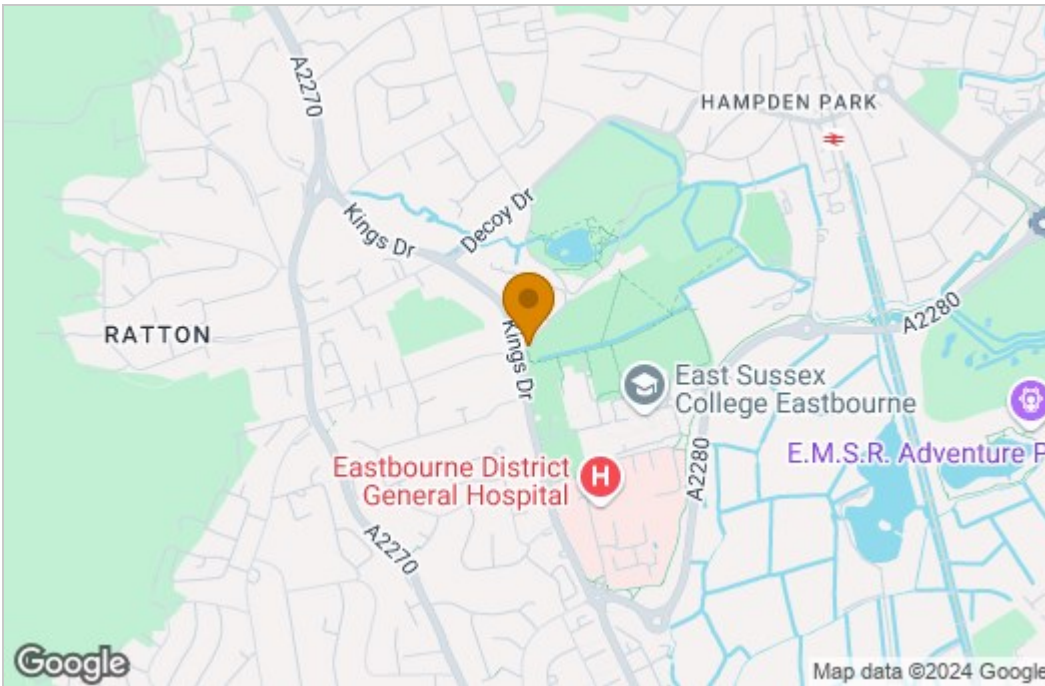 A2270
HAMPDEN PARK
Decoy Dr
Kings Dr
RATTON
Kings Dr
A2280
East Sussex
College Eastbourne
E.M.S.R. Adventure P
Eastbourne District
General Hospital
H
A2280
A2270
Google
Map data ©2024 Google